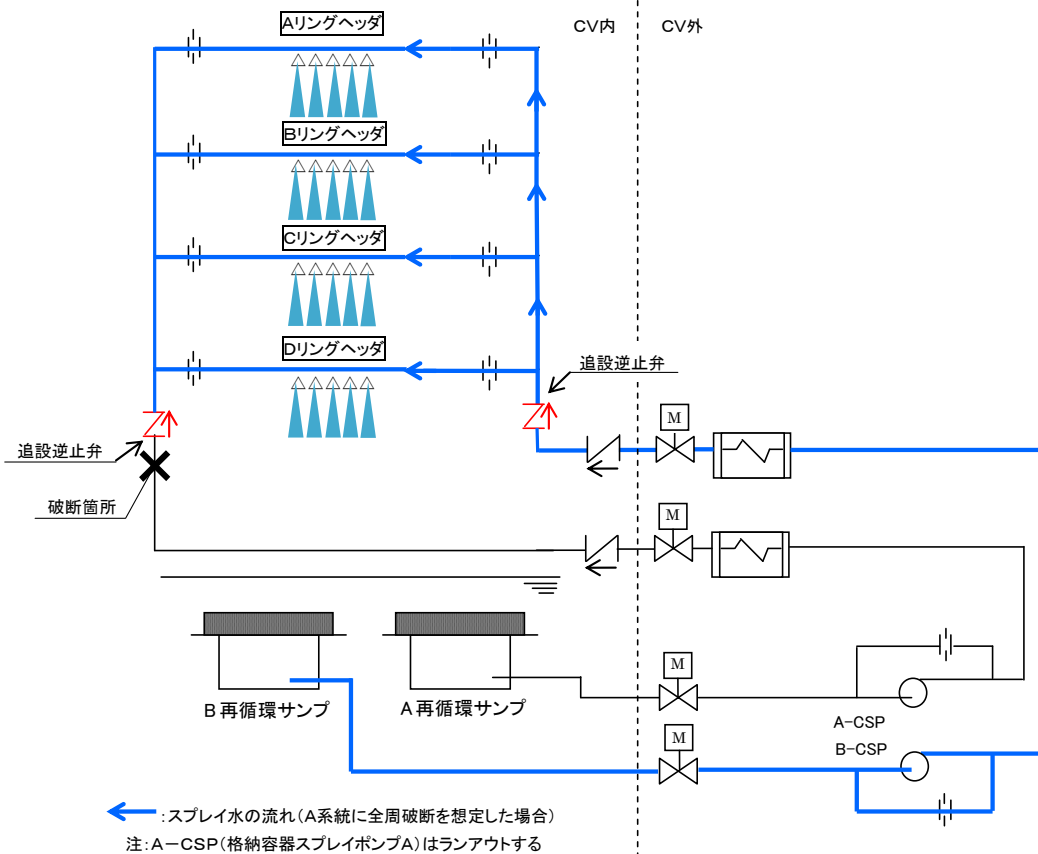 Aリングヘッダ
CV内
CV外
Bリングヘッダ
Cリングヘッダ
Dリングヘッダ
追設逆止弁
M
追設逆止弁
破断箇所
M
M
B再循環サンプ
A再循環サンプ
A-CSP
M
B-CSP
:スプレイ水の流れ(A系統に全周破断を想定した場合)
注:A-CSP(格納容器スプレイポンプA)はランアウトする